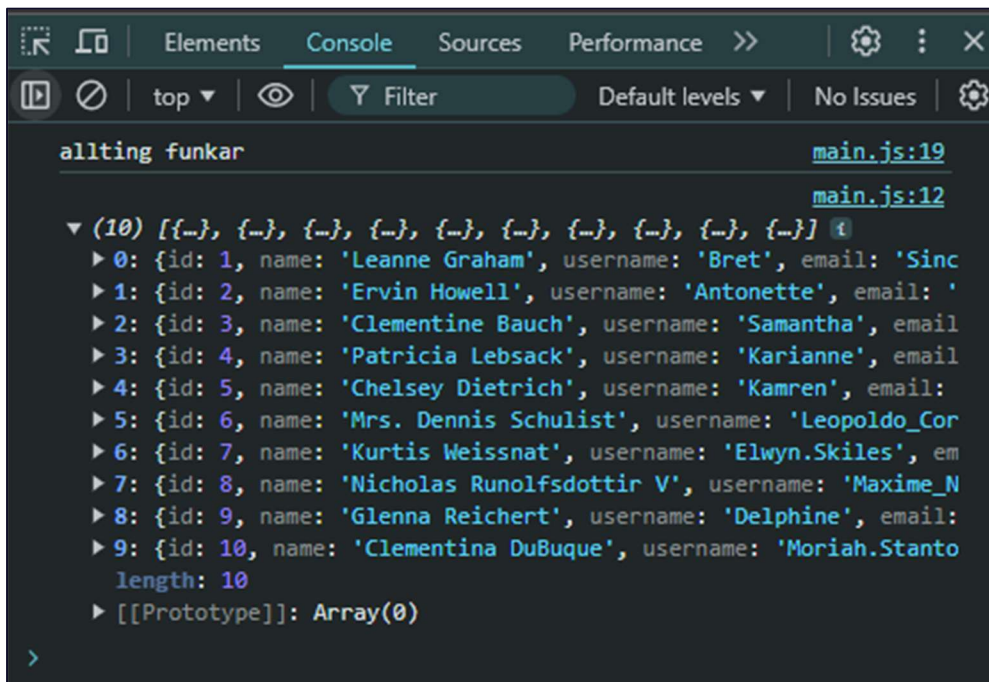 Elements Console Sources Performance
top Filter Default levels No Issues
allting funkar main.js:19
main.js:12
(10) [{…}, {…}, {…}, {…}, {…}, {…}, {…}, {…}, {…}, {…}] i
0: {id: 1, name: 'Leanne Graham', username: 'Bret', email: 'Sinc
1: {id: 2, name: 'Ervin Howell', username: 'Antonette', email: '
2: {id: 3, name: 'Clementine Bauch', username: 'Samantha', email
3: {id: 4, name: 'Patricia Lebsack', username: 'Karianne', email
4: {id: 5, name: 'Chelsey Dietrich', username: 'Kamren', email:
5: {id: 6, name: 'Mrs. Dennis Schulist', username: 'Leopoldo_Cor
6: {id: 7, name: 'Kurtis Weissnat', username: 'Elwyn.Skiles', em
7: {id: 8, name: 'Nicholas Runolfsdottir V', username: 'Maxime_N
8: {id: 9, name: 'Glenna Reichert', username: 'Delphine', email:
9: {id: 10, name: 'Clementina DuBuque', username: 'Moriah.Stanto
length: 10
[[Prototype]]: Array(0)